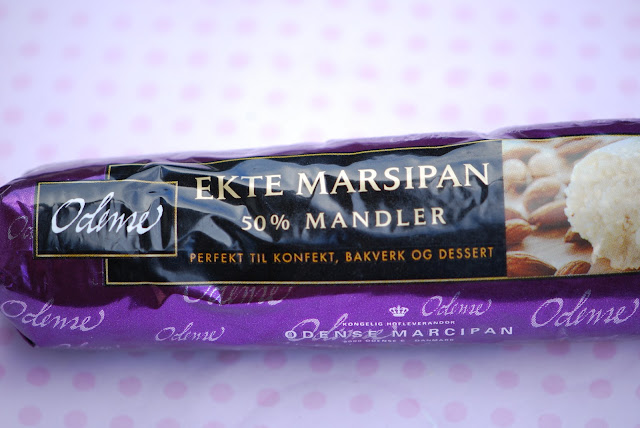 Odense
EKTE MARSIPAN
50% MANDLER
PERFEKT TIL KONFEKT, BAKVERK OG DESSERT
Odense
Odense
Odense
Odense
Odense
KONGELIG HOFLEVERANDØR
ODENSE MARCIPAN